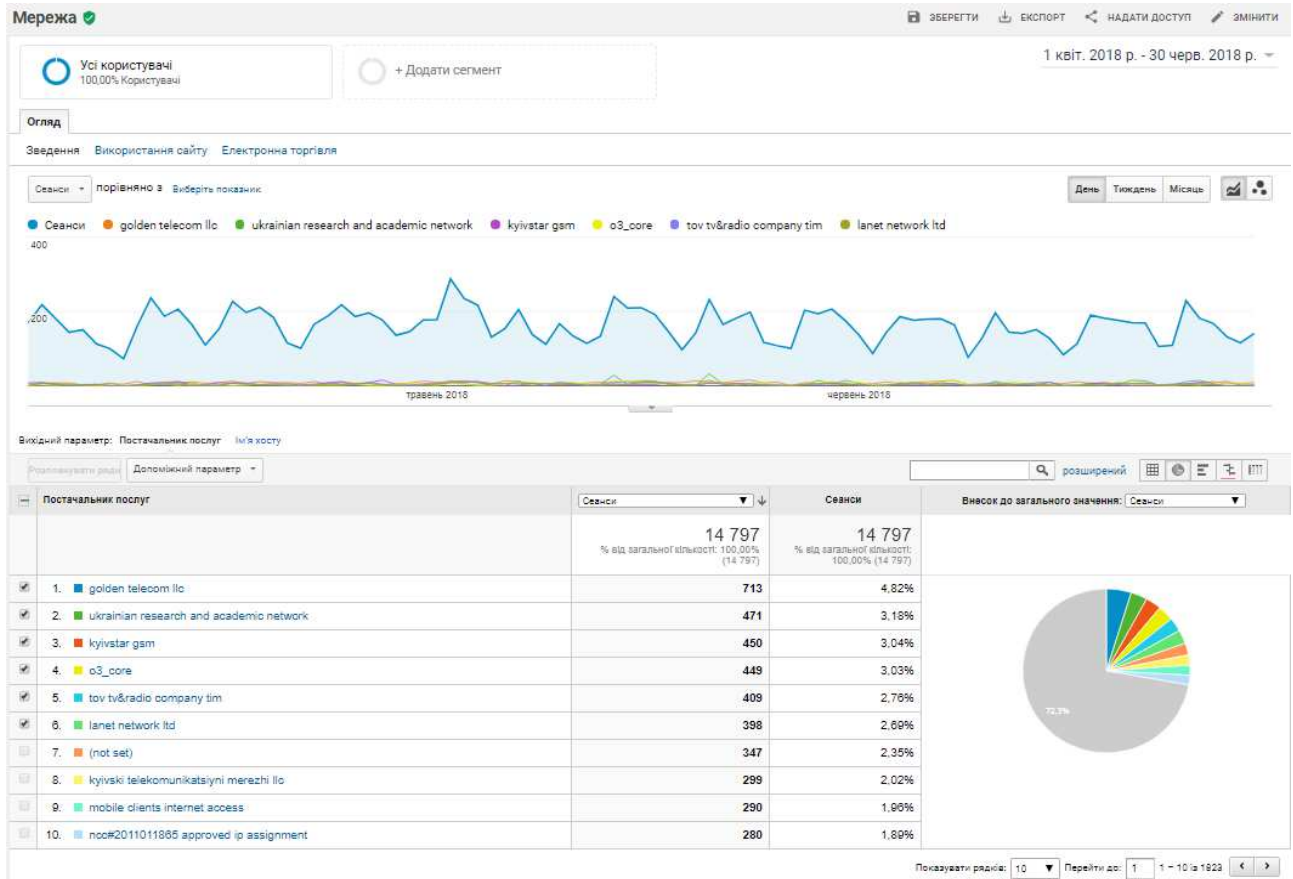 Мережа
ЗБЕРЕГТИ ЕКСПОРТ НАДАТИ ДОСТУП ЗМІНИТИ
Усі користувачі
100,00% Користувачі
+ Додати сегмент
1 квіт. 2018 р. - 30 черв. 2018 р.
Огляд
Зведення Використання сайту Електронна торгівля
Сеанси порівняно з Виберіть показник
День Тиждень Місяць
Сеанси golden telecom llc ukrainian research and academic network kyivstar gsm o3_core tov tv&radio company tim lanet network ltd
400
200
травень 2018 червень 2018
Вихідний параметр: Постачальник послуг Ім'я хосту
Розпланувати ряди Допоміжний параметр розширений
Постачальник послуг Сеанси Сеанси Внесок до загального значення: Сеанси
14 797 14 797
% від загальної кількості: 100,00% (14 797) % від загальної кількості: 100,00% (14 797)
1. golden telecom llc 713 4,82%
2. ukrainian research and academic network 471 3,18%
3. kyivstar gsm 450 3,04%
4. o3_core 449 3,03%
5. tov tv&radio company tim 409 2,76%
6. lanet network ltd 398 2,69%
7. (not set) 347 2,35%
8. kyivski telekomunikatsiyni merezhi llc 299 2,02%
9. mobile clients internet access 290 1,96%
10. ncc#2011011865 approved ip assignment 280 1,89%
72,3%
Показувати рядків: 10 Перейти до: 1 1 – 10 із 1823